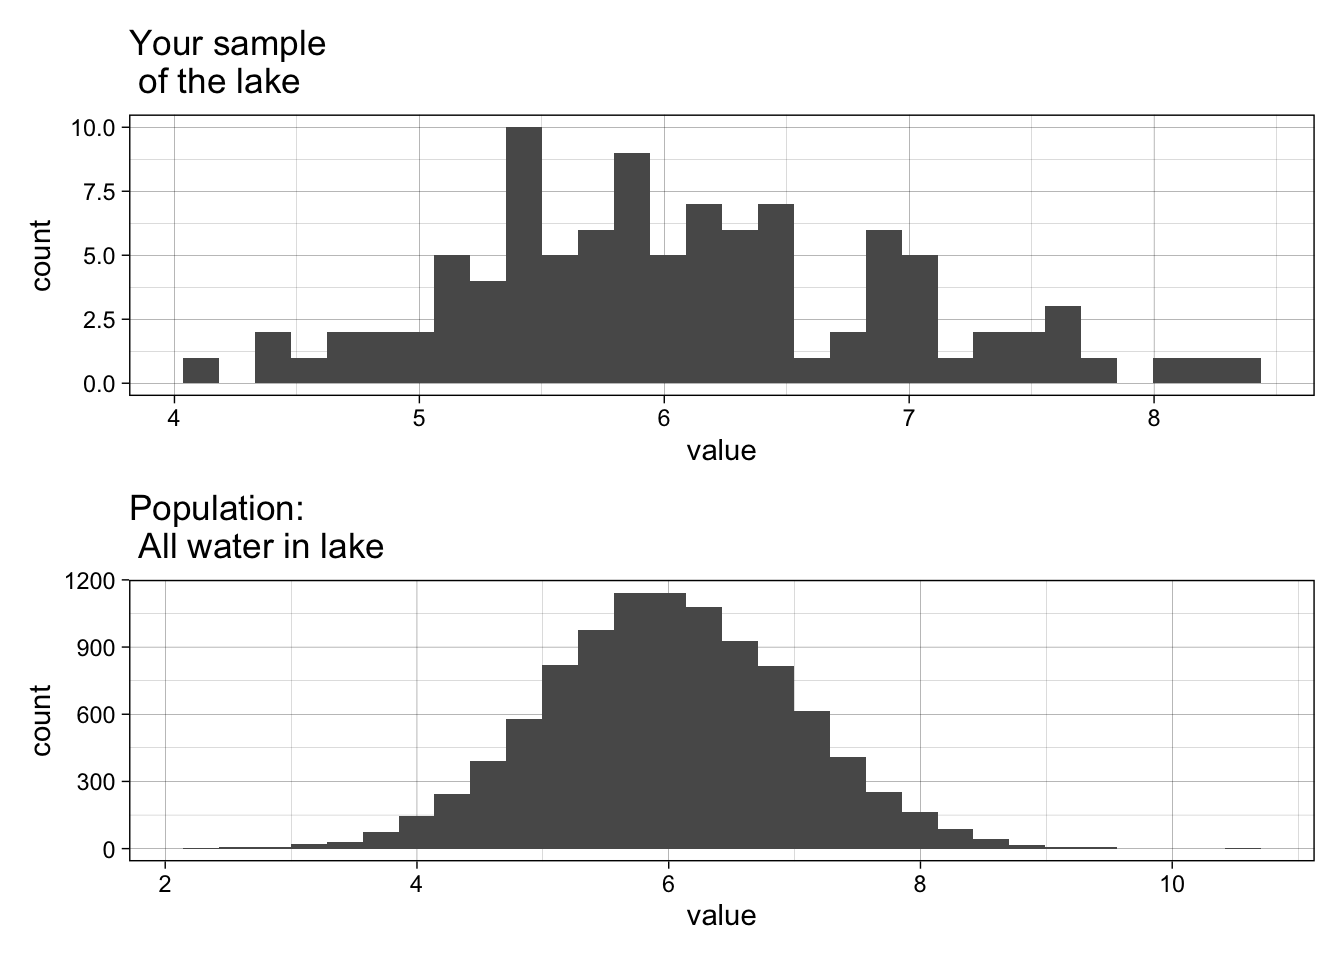 Your sample
of the lake
10.0
7.5
5.0
2.5
0.0
count
4 5 6 7 8
value
Population:
All water in lake
1200
900
600
300
0
count
2 4 6 8 10
value